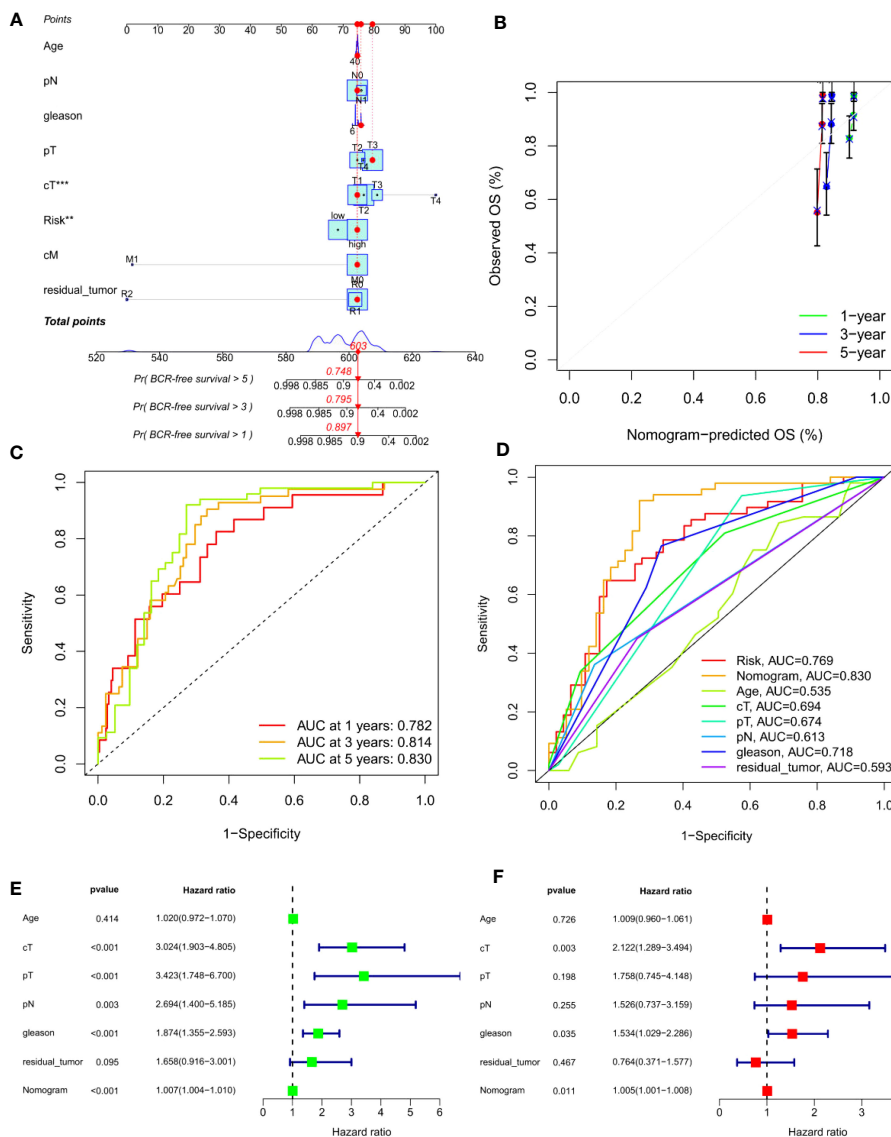 A
Points
0 10 20 30 40 50 60 70 80 90 100
Age
40
pN
N0
N1
gleason
6
pT
T2 T3
T4
cT***
T1
T3
T2
T4
Risk**
low
high
cM
M1
M0
residual_tumor
R0
R2
R1
Total points
603
520 540 560 580 600 620 640
0.748
Pr( BCR-free survival > 5 )
0.998 0.985 0.9 0.4 0.002
0.795
Pr( BCR-free survival > 3 )
0.998 0.985 0.9 0.4 0.002
0.897
Pr( BCR-free survival > 1 )
0.998 0.985 0.9 0.4 0.002
B
Observed OS (%)
1.0
0.8
0.6
0.4
0.2
0.0
1-year
3-year
5-year
0.0 0.2 0.4 0.6 0.8 1.0
Nomogram-predicted OS (%)
C
Sensitivity
1.0
0.8
0.6
0.4
0.2
0.0
AUC at 1 years: 0.782
AUC at 3 years: 0.814
AUC at 5 years: 0.830
0.0 0.2 0.4 0.6 0.8 1.0
1-Specificity
D
Sensitivity
1.0
0.8
0.6
0.4
0.2
0.0
Risk, AUC=0.769
Nomogram, AUC=0.830
Age, AUC=0.535
cT, AUC=0.694
pT, AUC=0.674
pN, AUC=0.613
gleason, AUC=0.718
residual_tumor, AUC=0.593
0.0 0.2 0.4 0.6 0.8 1.0
1-Specificity
E
pvalue Hazard ratio
Age 0.414 1.020(0.972-1.070)
cT <0.001 3.024(1.903-4.805)
pT <0.001 3.423(1.748-6.700)
pN 0.003 2.694(1.400-5.185)
gleason <0.001 1.874(1.355-2.593)
residual_tumor 0.095 1.658(0.916-3.001)
Nomogram <0.001 1.007(1.004-1.010)
0 1 2 3 4 5 6
Hazard ratio
F
pvalue Hazard ratio
Age 0.726 1.009(0.960-1.061)
cT 0.003 2.122(1.289-3.494)
pT 0.198 1.758(0.745-4.148)
pN 0.255 1.526(0.737-3.159)
gleason 0.035 1.534(1.029-2.286)
residual_tumor 0.467 0.764(0.371-1.577)
Nomogram 0.011 1.005(1.001-1.008)
0 1 2 3
Hazard ratio